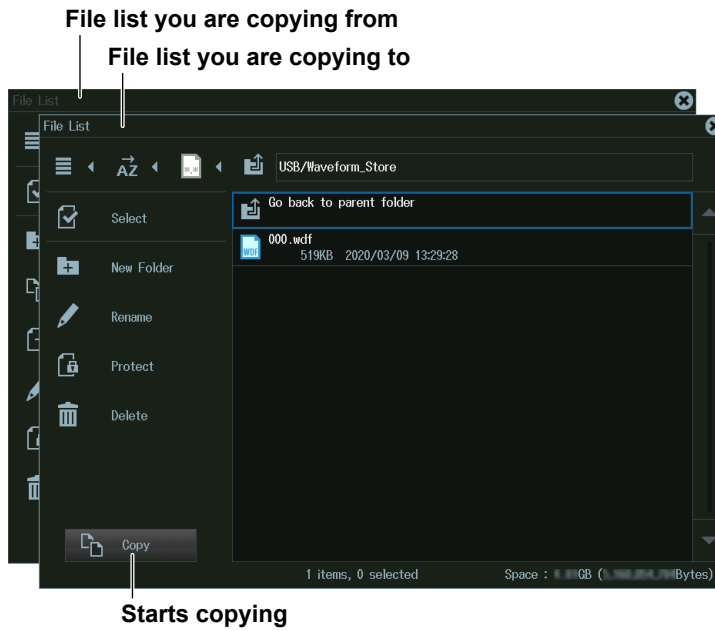 File list you are copying from
File list you are copying to
File List
File List
AZ
*.*
USB/Waveform_Store
Select
Go back to parent folder
WDF
000.wdf
519KB 2020/03/09 13:29:28
New Folder
Rename
Protect
Delete
Copy
1 items, 0 selected
Space : GB ( Bytes)
Starts copying